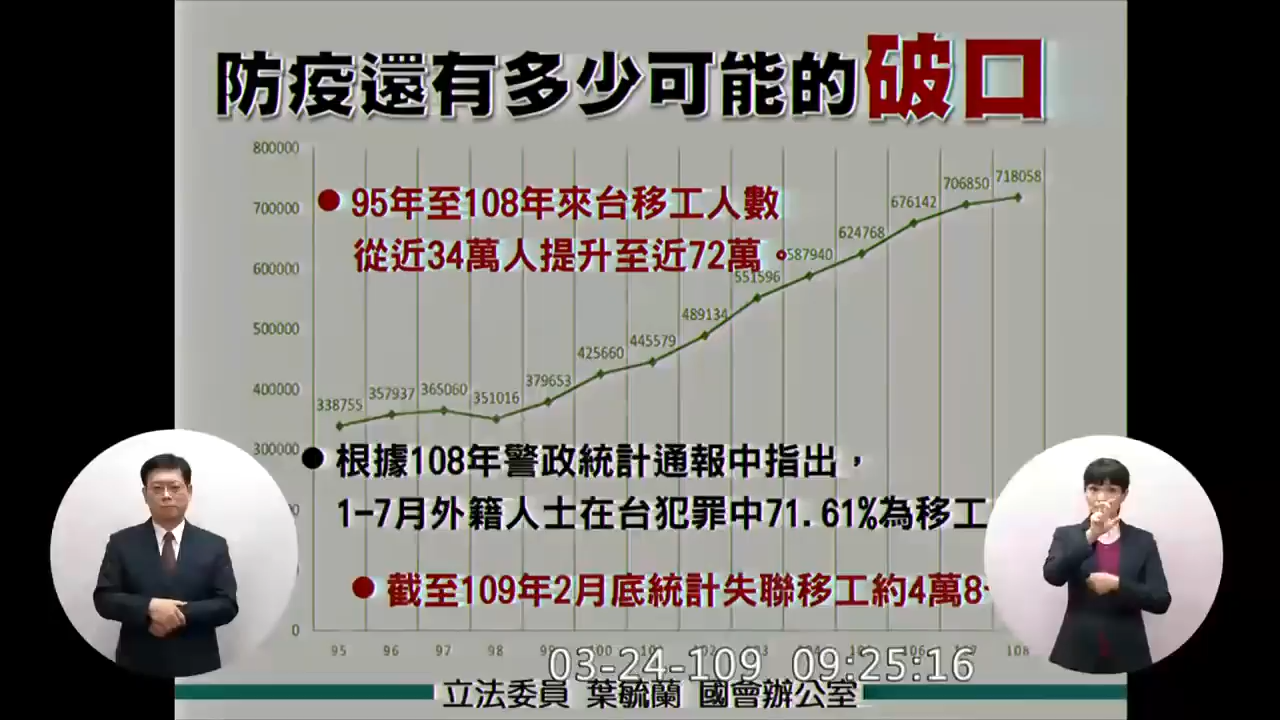 防疫還有多少可能的破口
800000
700000
600000
500000
400000
300000
0
● 95年至108年來台移工人數
從近34萬人提升至近72萬。
338755
357937
365060
351016
379653
425660
445579
489134
551596
587940
624768
676142
706850
718058
● 根據108年警政統計通報中指出，
1-7月外籍人士在台犯罪中71.61%為移工
● 截至109年2月底統計失聯移工約4萬8
95 96 97 98 99 100 101 106 108
03-24-109 09:25:16
立法委員 葉毓蘭 國會辦公室